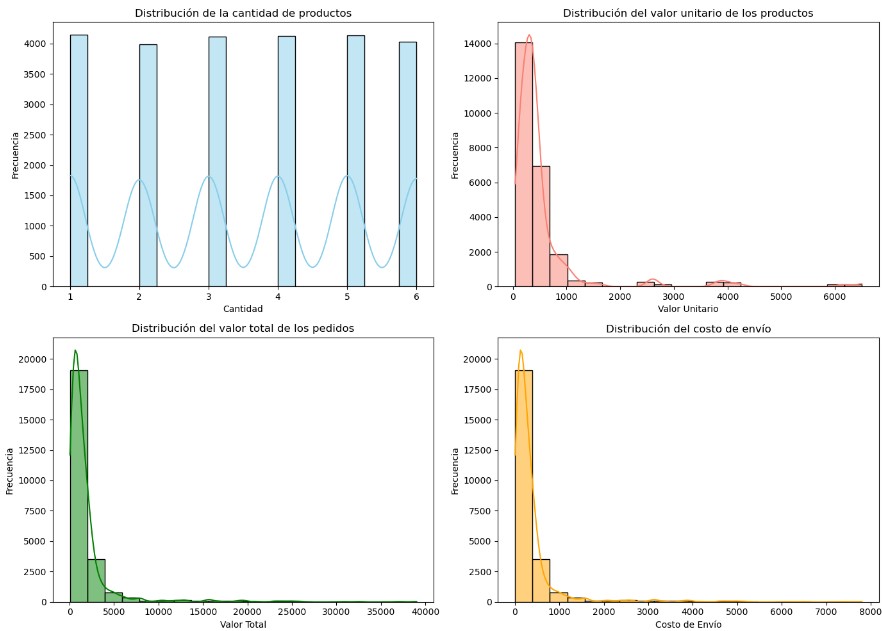 Distribución de la cantidad de productos
Frecuencia
4000
3500
3000
2500
2000
1500
1000
500
0
1 2 3 4 5 6
Cantidad
Distribución del valor unitario de los productos
Frecuencia
14000
12000
10000
8000
6000
4000
2000
0
0 1000 2000 3000 4000 5000 6000
Valor Unitario
Distribución del valor total de los pedidos
Frecuencia
20000
17500
15000
12500
10000
7500
5000
2500
0
0 5000 10000 15000 20000 25000 30000 35000 40000
Valor Total
Distribución del costo de envío
Frecuencia
20000
17500
15000
12500
10000
7500
5000
2500
0
0 1000 2000 3000 4000 5000 6000 7000 8000
Costo de Envío